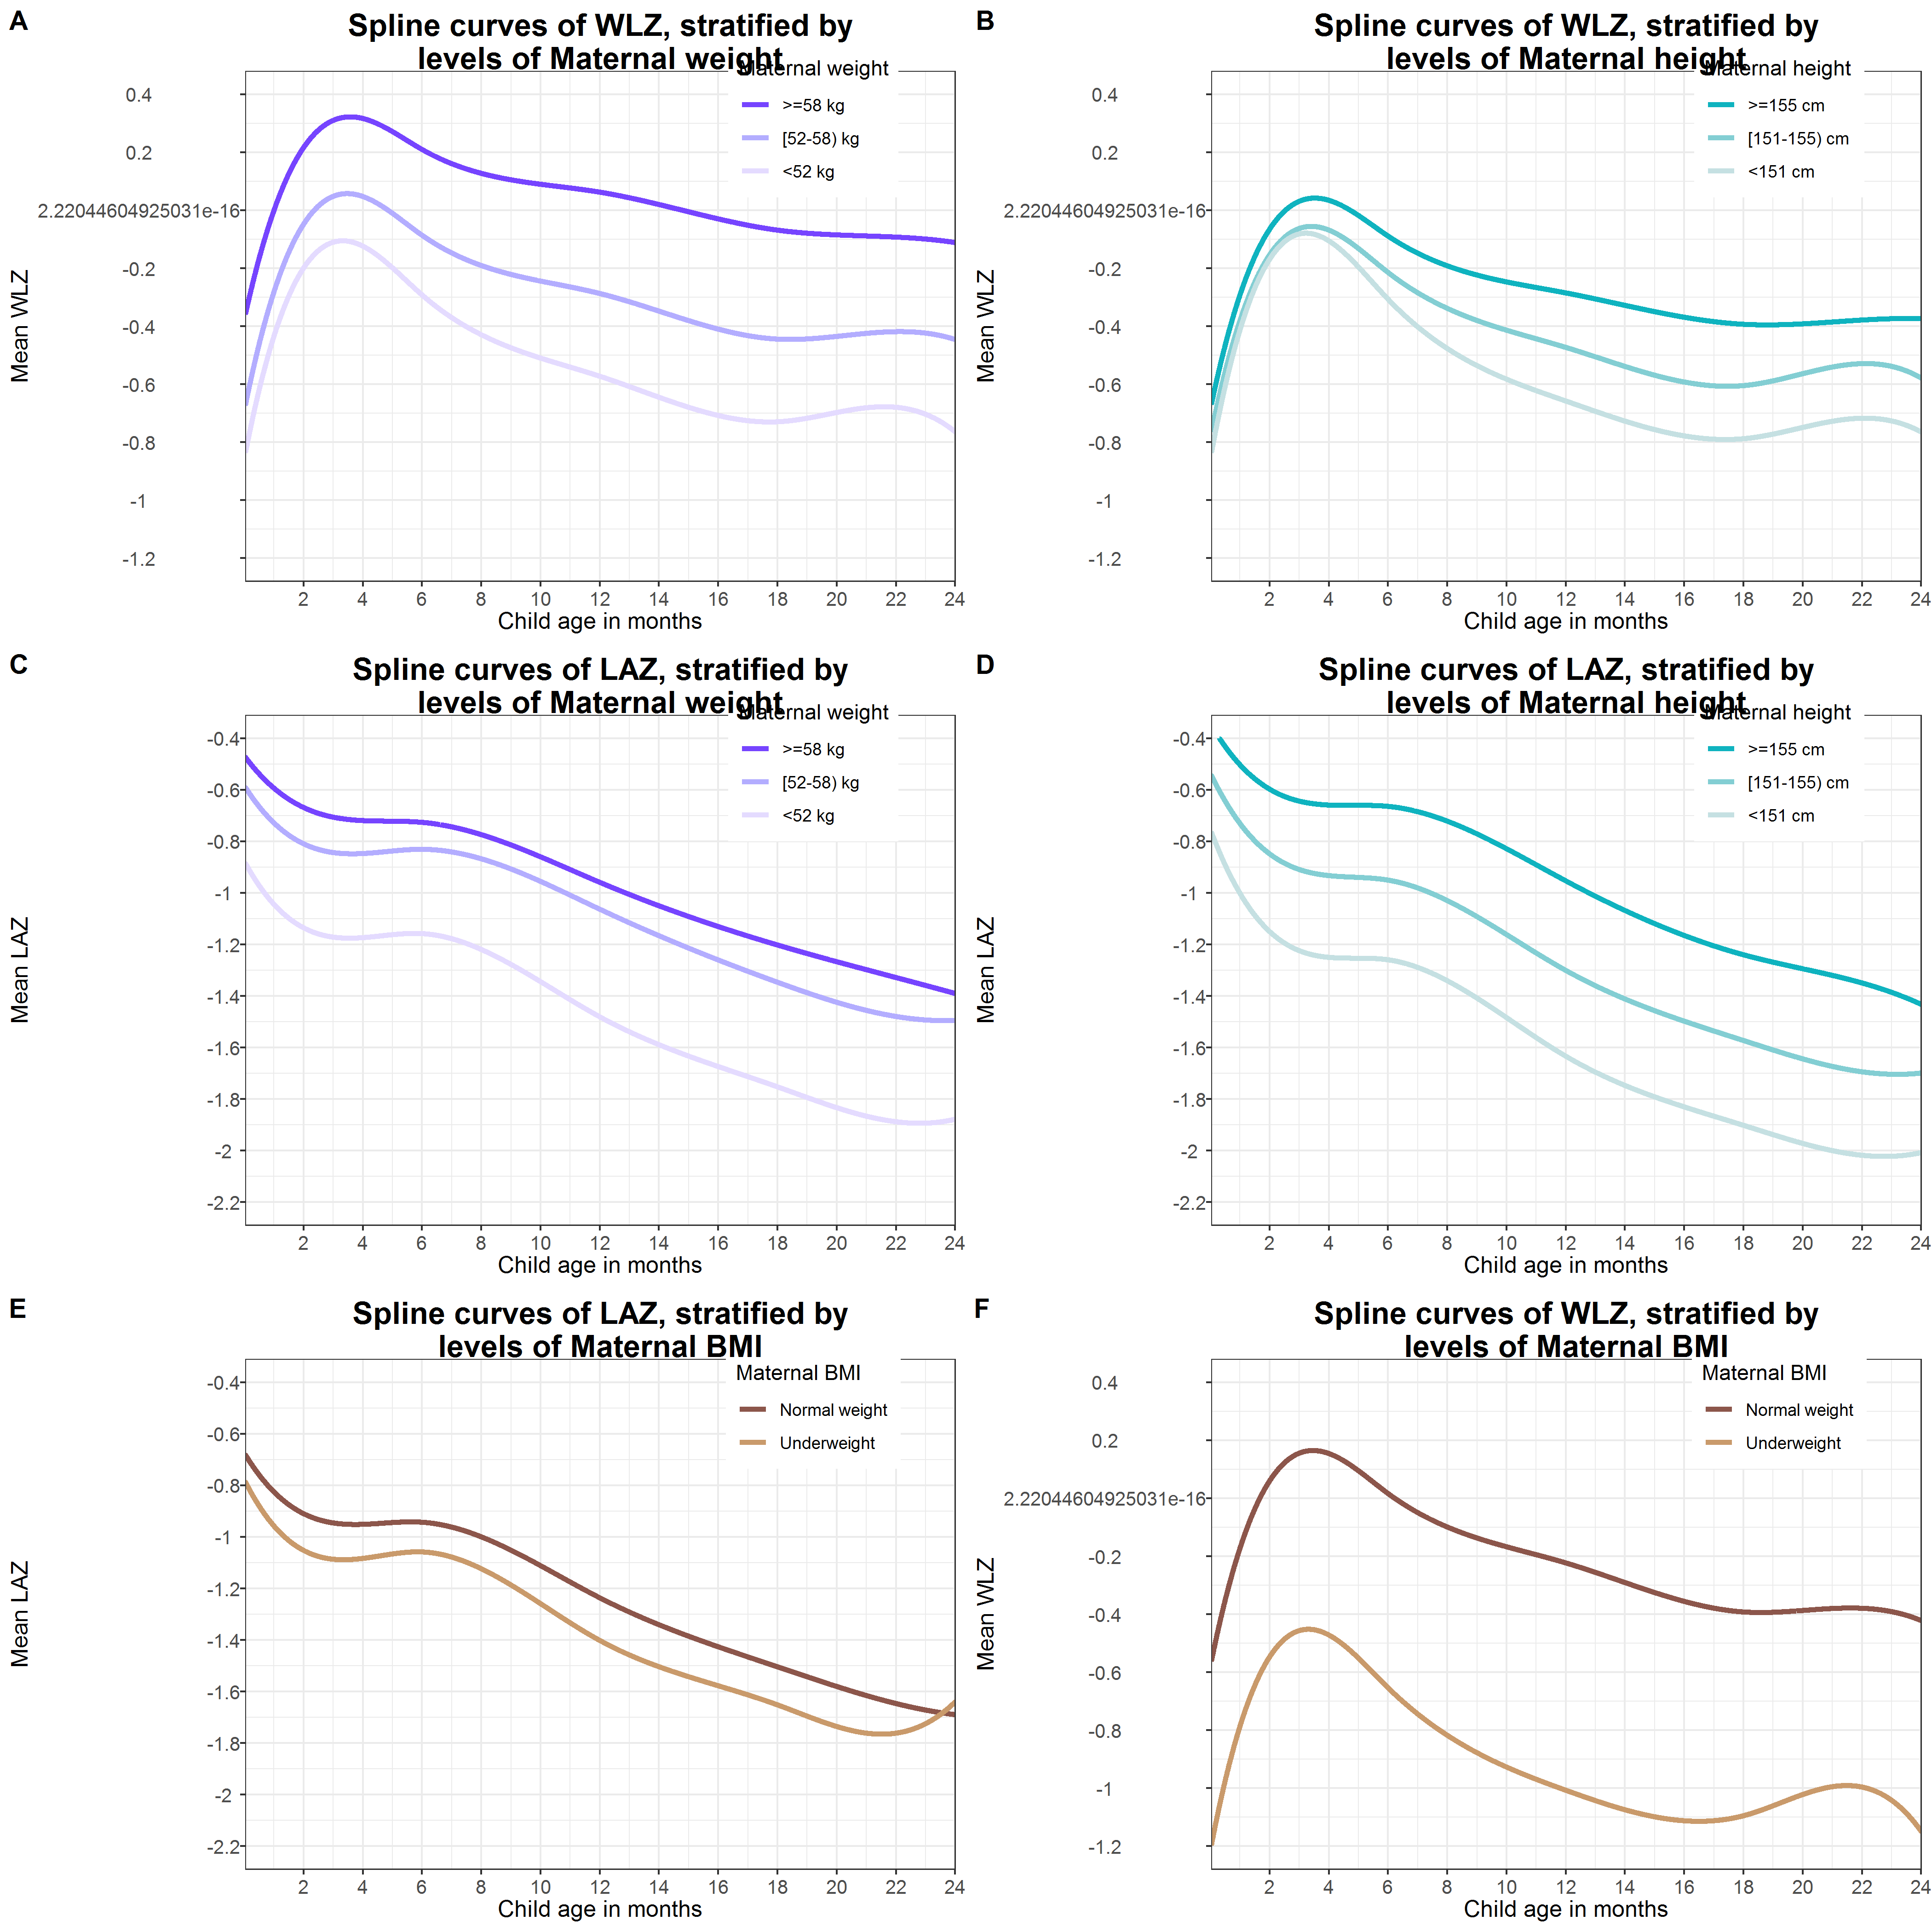 A
Spline curves of WLZ, stratified by
levels of Maternal weight
Maternal weight
>=58 kg
[52-58) kg
<52 kg
0.4
0.2
2.22044604925031e-16
-0.2
-0.4
-0.6
-0.8
-1
-1.2
Mean WLZ
2 4 6 8 10 12 14 16 18 20 22 24
Child age in months
B
Spline curves of WLZ, stratified by
levels of Maternal height
Maternal height
>=155 cm
[151-155) cm
<151 cm
0.4
0.2
2.22044604925031e-16
-0.2
-0.4
-0.6
-0.8
-1
-1.2
Mean WLZ
2 4 6 8 10 12 14 16 18 20 22 24
Child age in months
C
Spline curves of LAZ, stratified by
levels of Maternal weight
Maternal weight
>=58 kg
[52-58) kg
<52 kg
-0.4
-0.6
-0.8
-1
-1.2
-1.4
-1.6
-1.8
-2
-2.2
Mean LAZ
2 4 6 8 10 12 14 16 18 20 22 24
Child age in months
D
Spline curves of LAZ, stratified by
levels of Maternal height
Maternal height
>=155 cm
[151-155) cm
<151 cm
-0.4
-0.6
-0.8
-1
-1.2
-1.4
-1.6
-1.8
-2
-2.2
Mean LAZ
2 4 6 8 10 12 14 16 18 20 22 24
Child age in months
E
Spline curves of LAZ, stratified by
levels of Maternal BMI
Maternal BMI
Normal weight
Underweight
-0.4
-0.6
-0.8
-1
-1.2
-1.4
-1.6
-1.8
-2
-2.2
Mean LAZ
2 4 6 8 10 12 14 16 18 20 22 24
Child age in months
F
Spline curves of WLZ, stratified by
levels of Maternal BMI
Maternal BMI
Normal weight
Underweight
0.4
0.2
2.22044604925031e-16
-0.2
-0.4
-0.6
-0.8
-1
-1.2
Mean WLZ
2 4 6 8 10 12 14 16 18 20 22 24
Child age in months